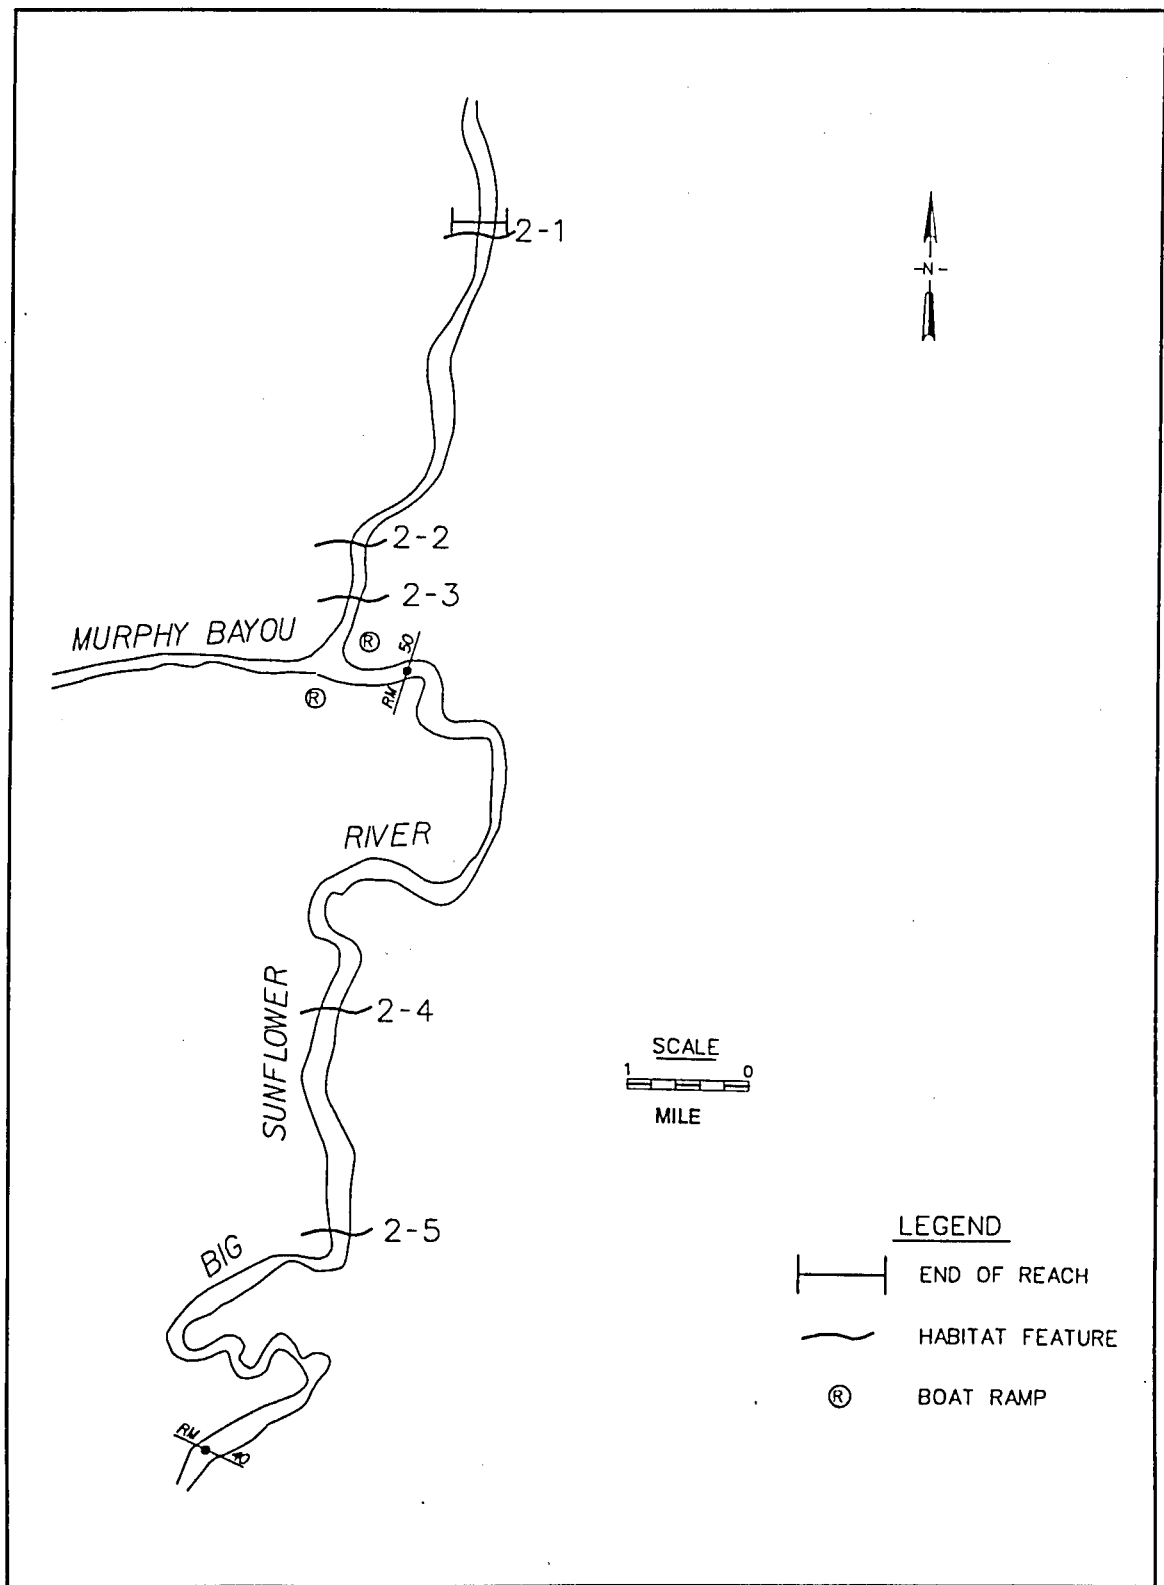 2-1
-N-
2-2
2-3
MURPHY BAYOU
R
RM 50
R
RIVER
SUNFLOWER
2-4
SCALE
1 0
MILE
2-5
BIG
LEGEND
END OF REACH
HABITAT FEATURE
R BOAT RAMP
RM 40